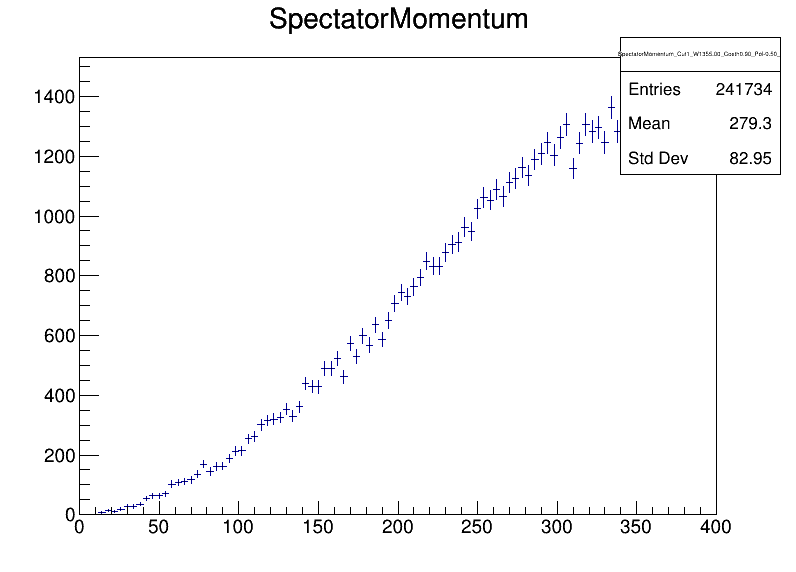 SpectatorMomentum
SpectatorMomentum_Cut1_W1355.00_Costh0.90_Pol-0.50_
Entries 241734
Mean 279.3
Std Dev 82.95
1400
1200
1000
800
600
400
200
0
0 50 100 150 200 250 300 350 400